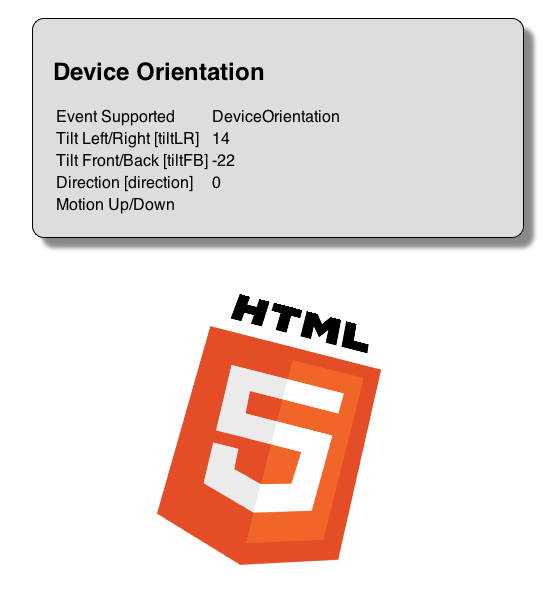 Device Orientation
Event Supported DeviceOrientation
Tilt Left/Right [tiltLR] 14
Tilt Front/Back [tiltFB] -22
Direction [direction] 0
Motion Up/Down
HTML
5